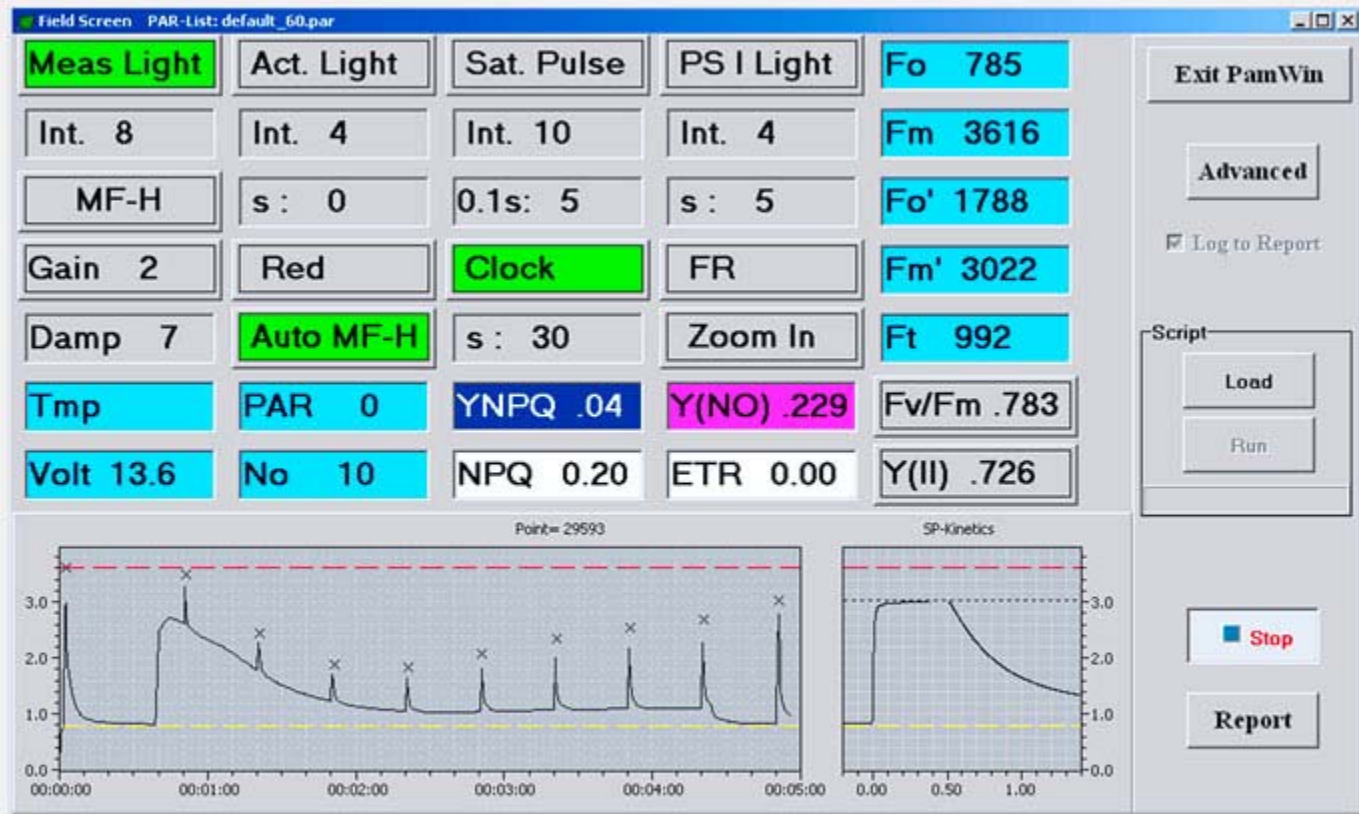 Field Screen PAR-List: default_60.par
Meas Light Act. Light Sat. Pulse PS I Light Fo 785 Exit PamWin
Int. 8 Int. 4 Int. 10 Int. 4 Fm 3616
Advanced
MF-H s : 0 0.1s: 5 s : 5 Fo' 1788
Log to Report
Gain 2 Red Clock FR Fm' 3022
Damp 7 Auto MF-H s : 30 Zoom In Ft 992
Script
Load
Tmp PAR 0 YNPQ .04 Y(NO) .229 Fv/Fm .783
Run
Volt 13.6 No 10 NPQ 0.20 ETR 0.00 Y(II) .726
Point= 29593 SP-Kinetics
3.0 3.0
Stop
2.0 2.0
1.0 1.0
Report
0.0 0.0
00:00:00 00:01:00 00:02:00 00:03:00 00:04:00 00:05:00 0.00 0.50 1.00